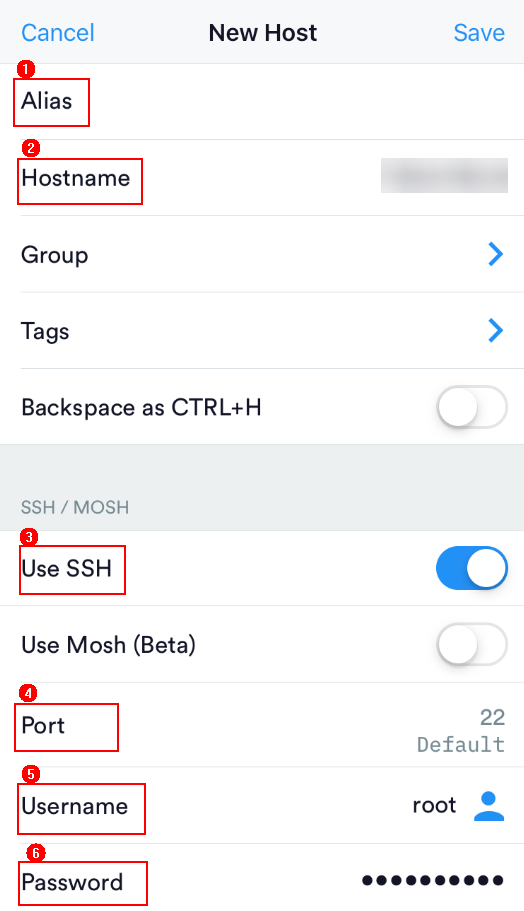 Cancel New Host Save
1
Alias
2
Hostname
Group
Tags
Backspace as CTRL+H
SSH / MOSH
3
Use SSH
Use Mosh (Beta)
4
Port 22
Default
5
Username root
6
Password ●●●●●●●●●●